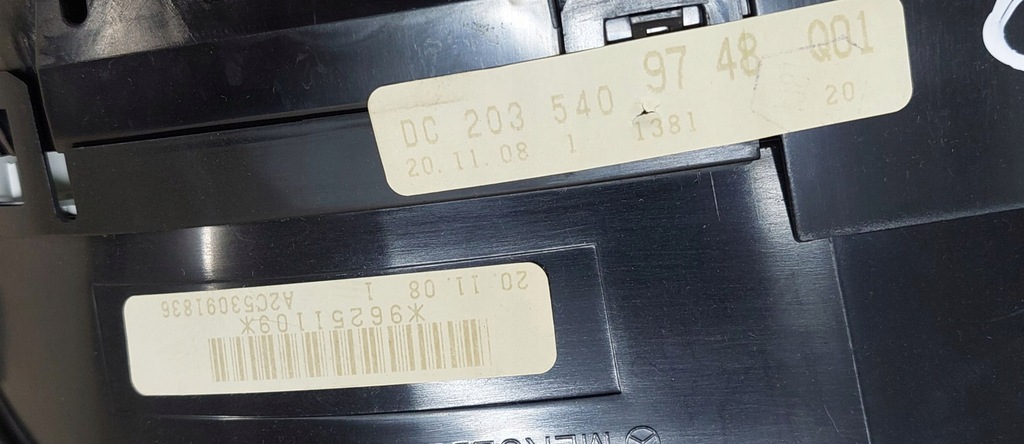 DC 203 540 97 48 Q01
20.11.08 1 1381 20
20.11.08 1 A2C53091836
*96251109*